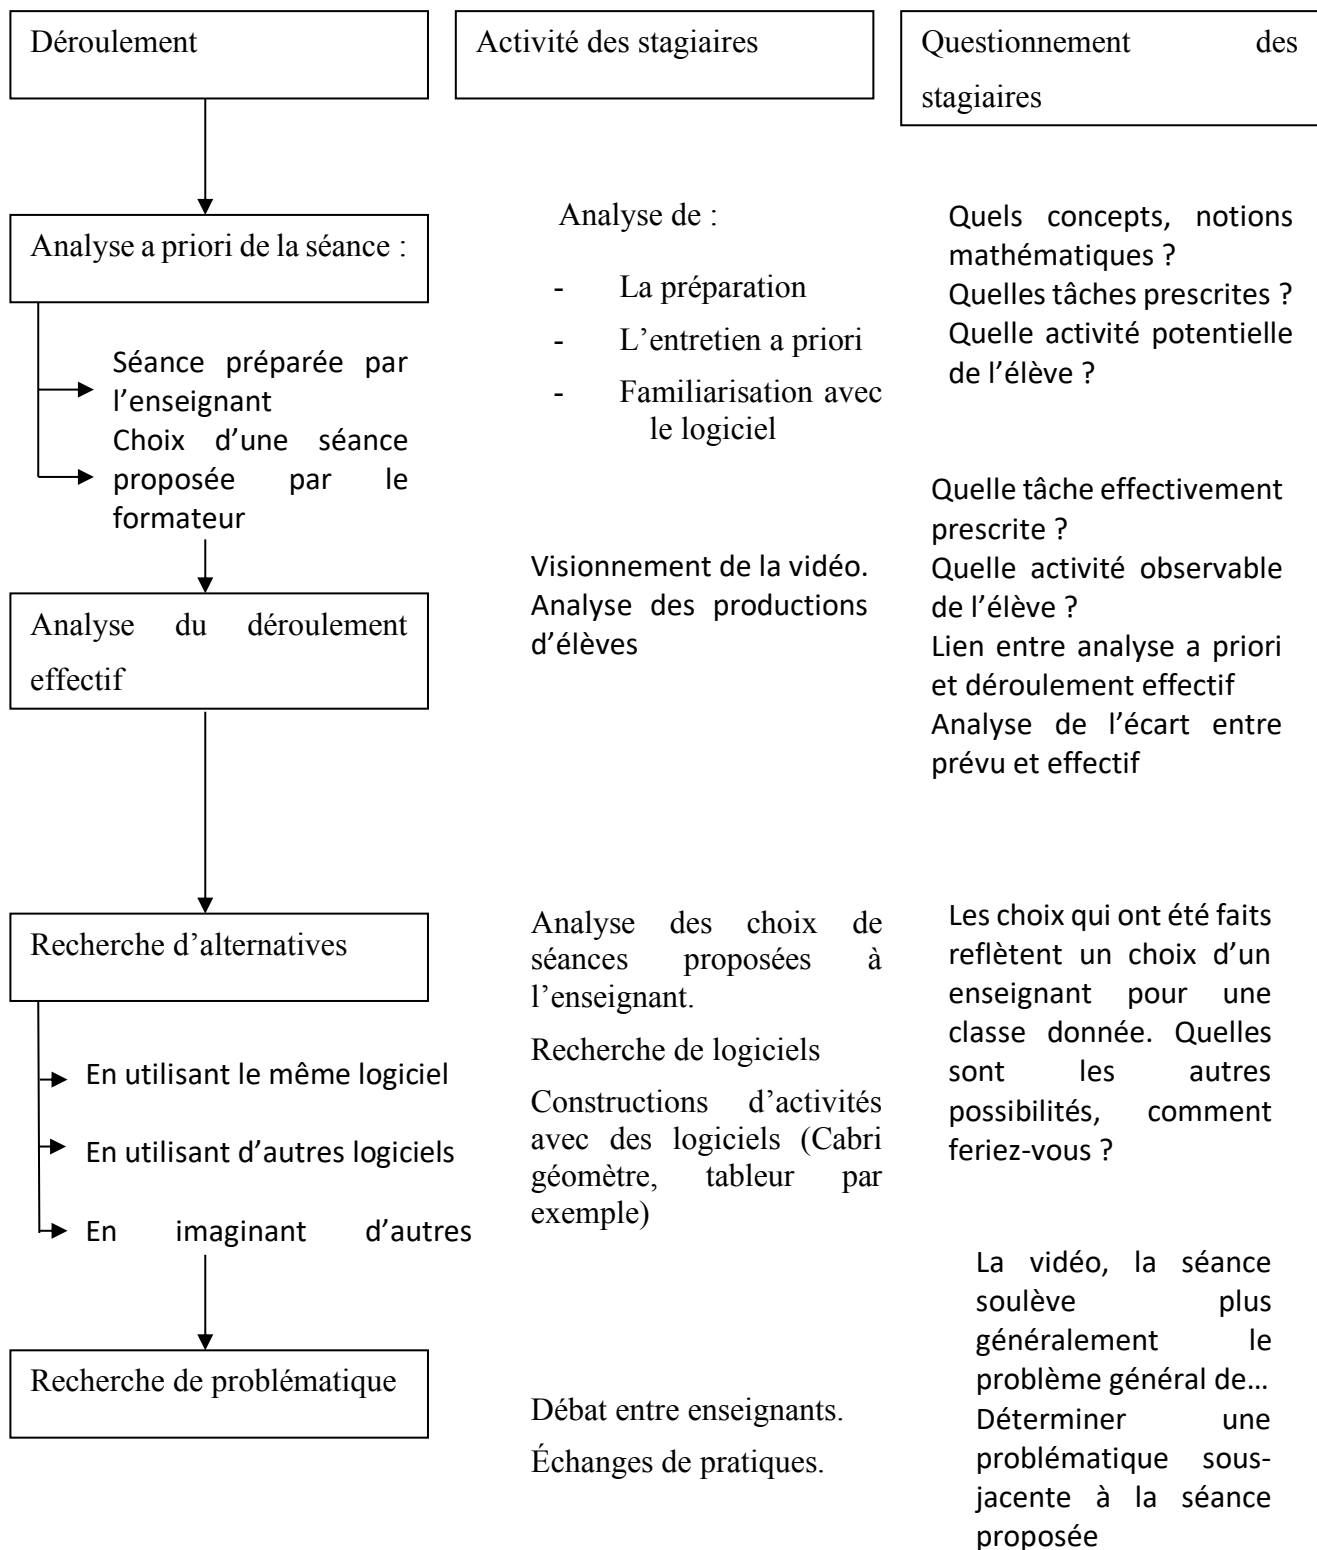 Déroulement
Activité des stagiaires
Questionnement des
stagiaires
Analyse a priori de la séance :
Séance préparée par
l’enseignant
Choix d’une séance
proposée par le
formateur
Analyse de :
- La préparation
- L’entretien a priori
- Familiarisation avec
le logiciel
Quels concepts, notions
mathématiques ?
Quelles tâches prescrites ?
Quelle activité potentielle
de l’élève ?
Analyse du déroulement
effectif
Visionnement de la vidéo.
Analyse des productions
d’élèves
Quelle tâche effectivement
prescrite ?
Quelle activité observable
de l’élève ?
Lien entre analyse a priori
et déroulement effectif
Analyse de l’écart entre
prévu et effectif
Recherche d’alternatives
En utilisant le même logiciel
En utilisant d’autres logiciels
En imaginant d’autres
Analyse des choix de
séances proposées à
l’enseignant.
Recherche de logiciels
Constructions d’activités
avec des logiciels (Cabri
géomètre, tableur par
exemple)
Les choix qui ont été faits
reflètent un choix d’un
enseignant pour une
classe donnée. Quelles
sont les autres
possibilités, comment
feriez-vous ?
Recherche de problématique
Débat entre enseignants.
Échanges de pratiques.
La vidéo, la séance
soulève plus
généralement le
problème général de…
Déterminer une
problématique sous-
jacente à la séance
proposée